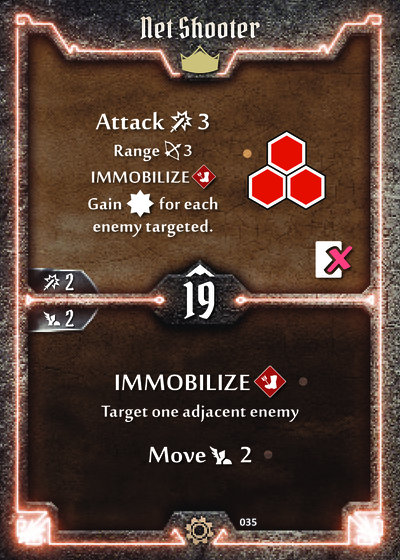 Net Shooter
Attack 3
Range 3
IMMOBILIZE
Gain for each
enemy targeted.
2
19
2
IMMOBILIZE
Target one adjacent enemy
Move 2
035